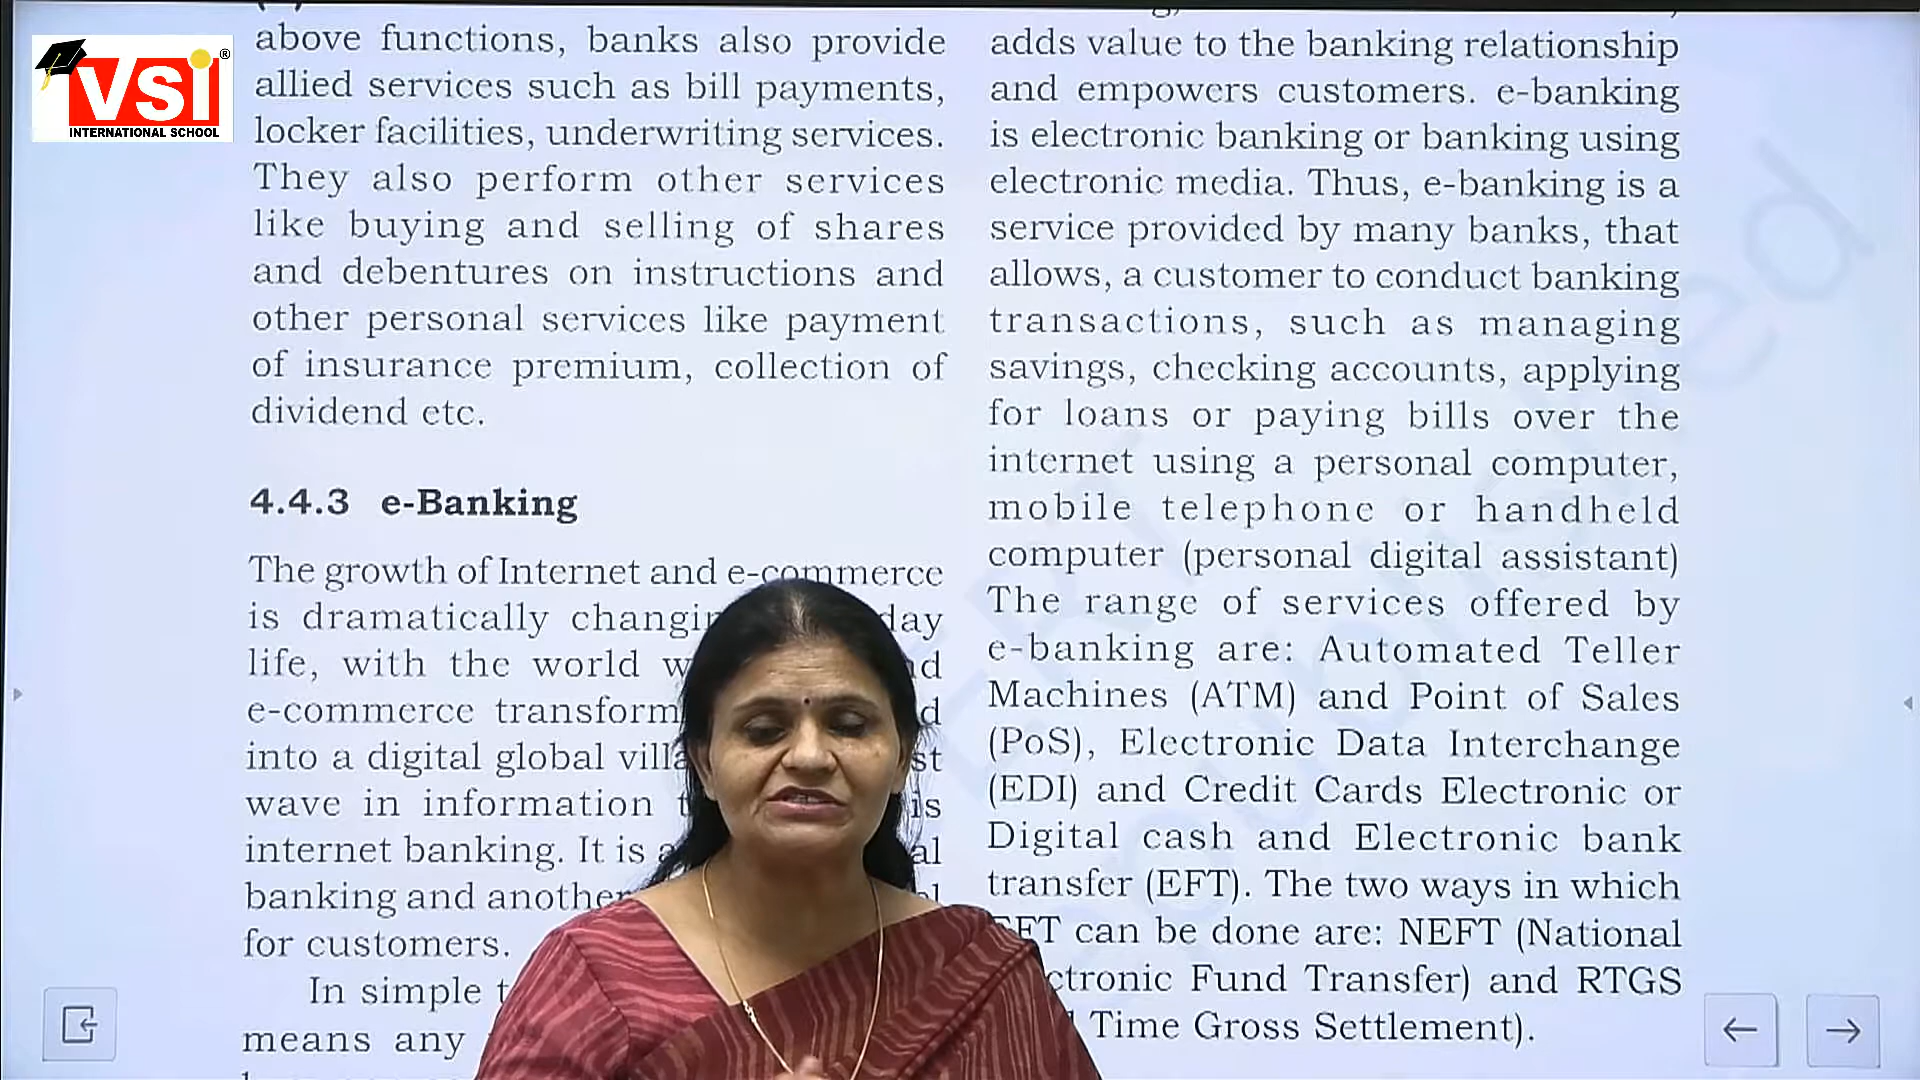 VSI
®
INTERNATIONAL SCHOOL
above functions, banks also provide
allied services such as bill payments,
locker facilities, underwriting services.
They also perform other services
like buying and selling of shares
and debentures on instructions and
other personal services like payment
of insurance premium, collection of
dividend etc.
4.4.3 e-Banking
The growth of Internet and e-commerce
is dramatically day
life, with the world
e-commerce
into a digital global
wave in information is
internet banking. It is
banking and
for customers.
In simple
means any
adds value to the banking relationship
and empowers customers. e-banking
is electronic banking or banking using
electronic media. Thus, e-banking is a
service provided by many banks, that
allows, a customer to conduct banking
transactions, such as managing
savings, checking accounts, applying
for loans or paying bills over the
internet using a personal computer,
mobile telephone or handheld
computer (personal digital assistant)
The range of services offered by
e-banking are: Automated Teller
Machines (ATM) and Point of Sales
(PoS), Electronic Data Interchange
(EDI) and Credit Cards Electronic or
Digital cash and Electronic bank
transfer (EFT). The two ways in which
EFT can be done are: NEFT (National
Fund Transfer) and RTGS
Time Gross Settlement).